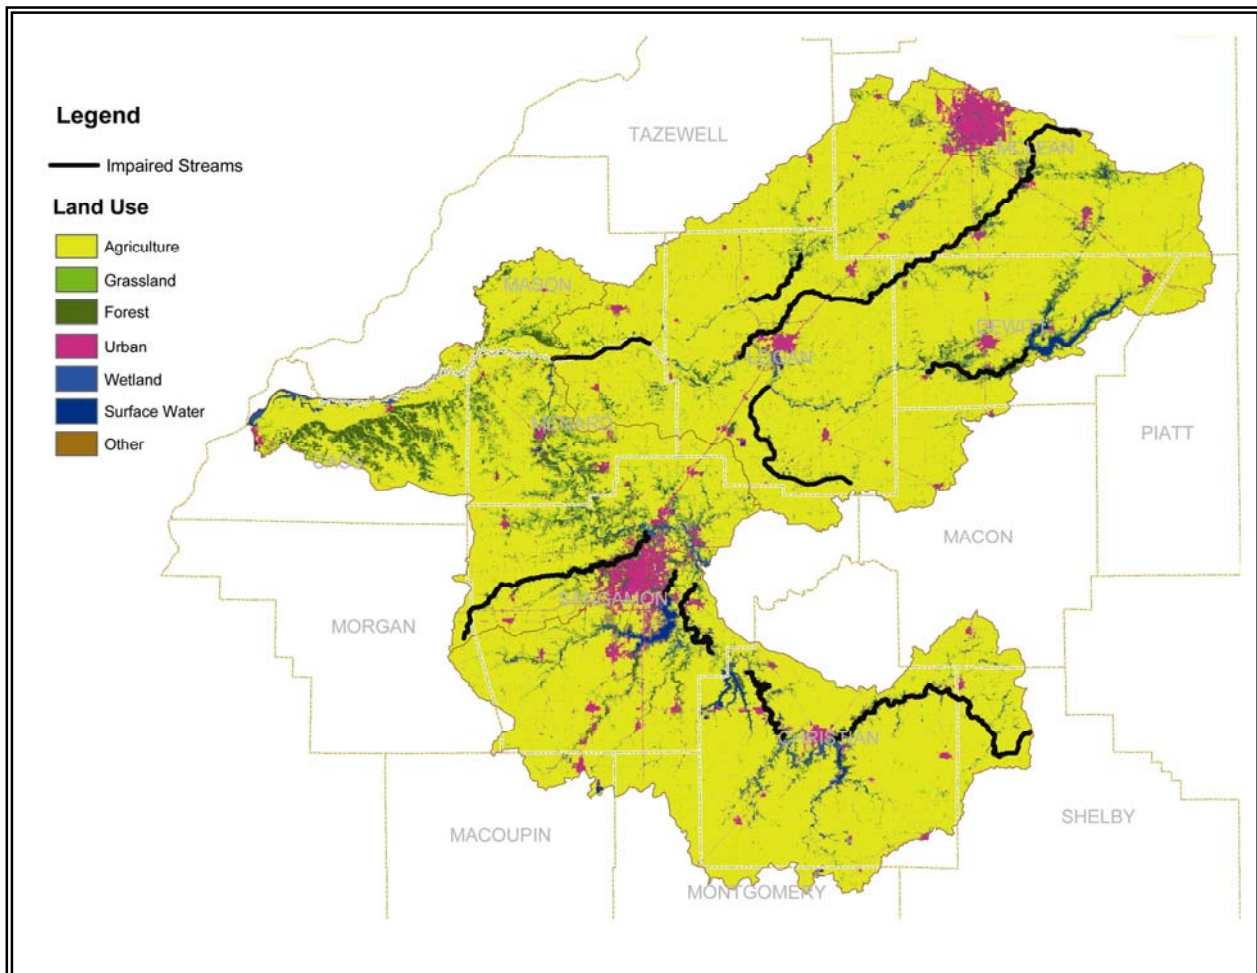 Legend
Impaired Streams
Land Use
Agriculture
Grassland
Forest
Urban
Wetland
Surface Water
Other
TAZEWELL
MCLEAN
MASON
DEWITT
LOGAN
MENARD
CASS
PIATT
MACON
SANGAMON
MORGAN
CHRISTIAN
SHELBY
MACOUPIN
MONTGOMERY